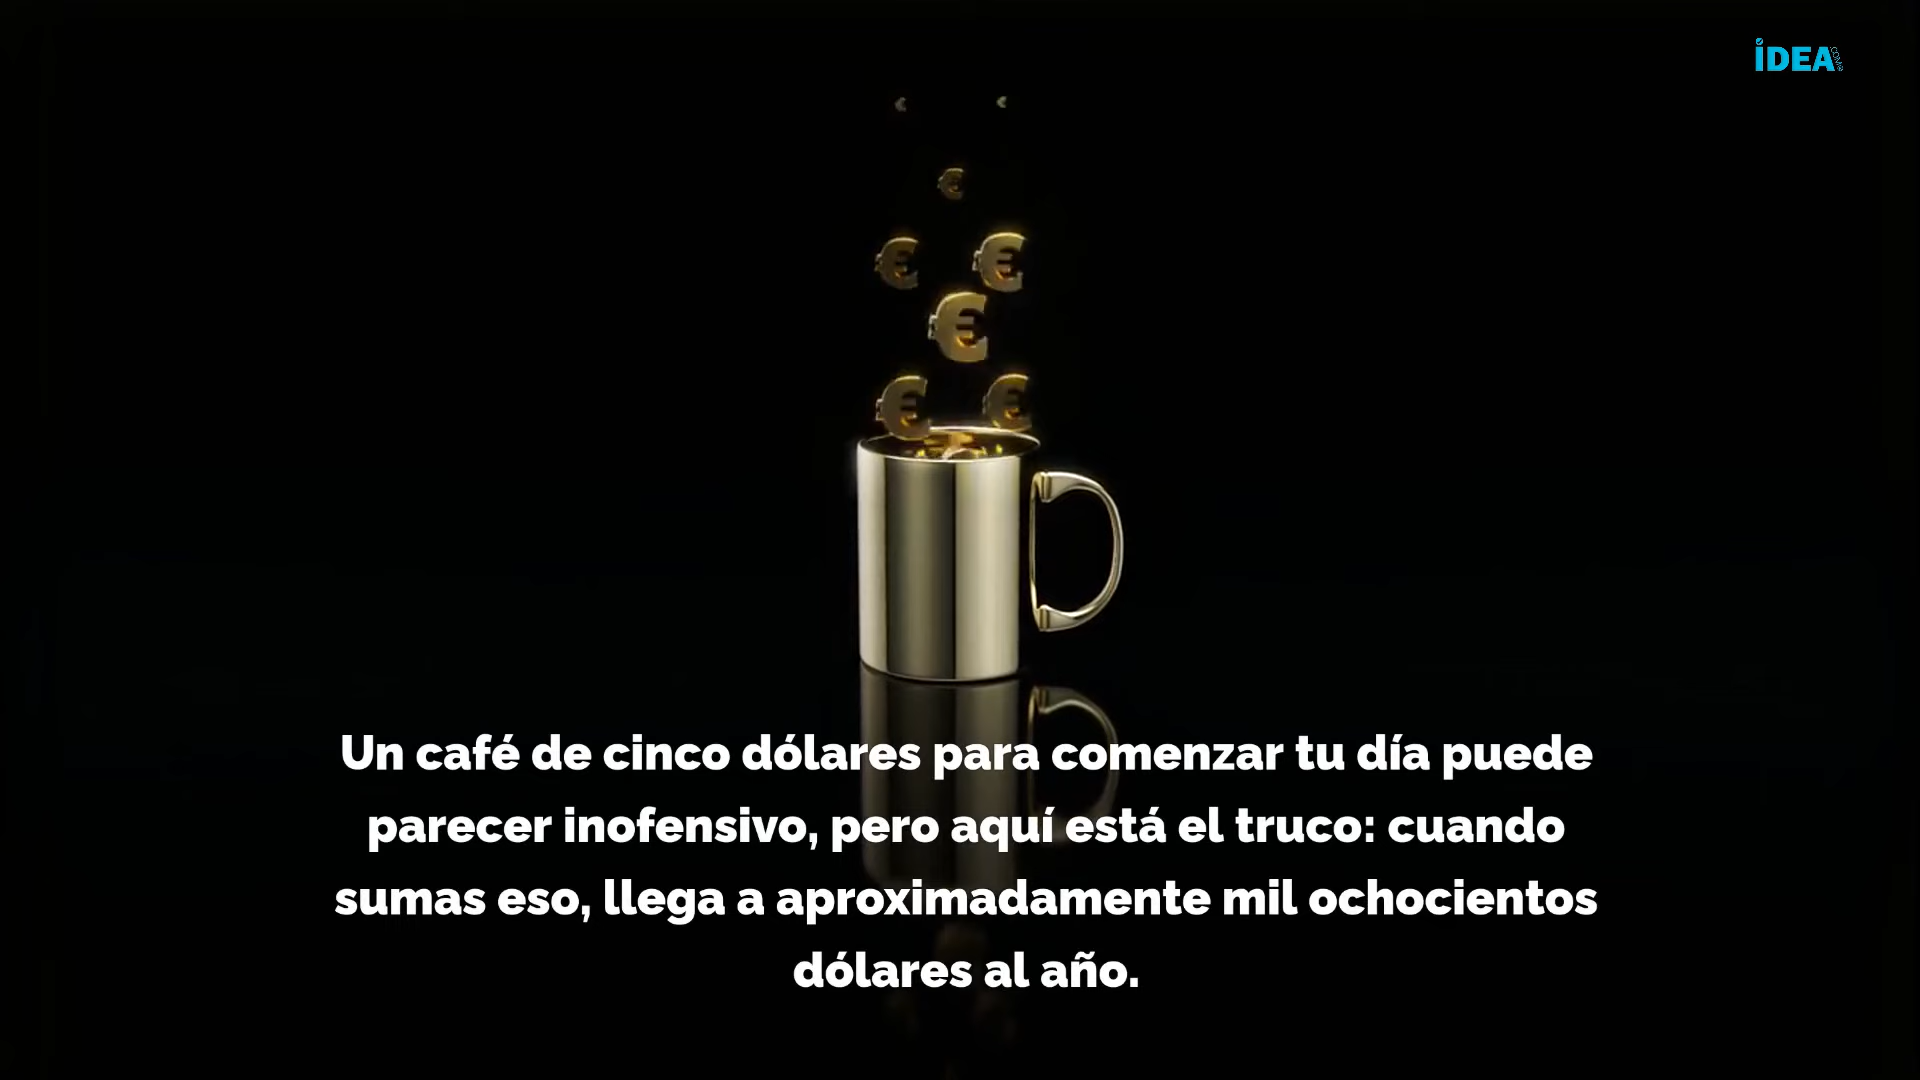 iDEA
€
€
€
€
€
€
Un café de cinco dólares para comenzar tu día puede
parecer inofensivo, pero aquí está el truco: cuando
sumas eso, llega a aproximadamente mil ochocientos
dólares al año.